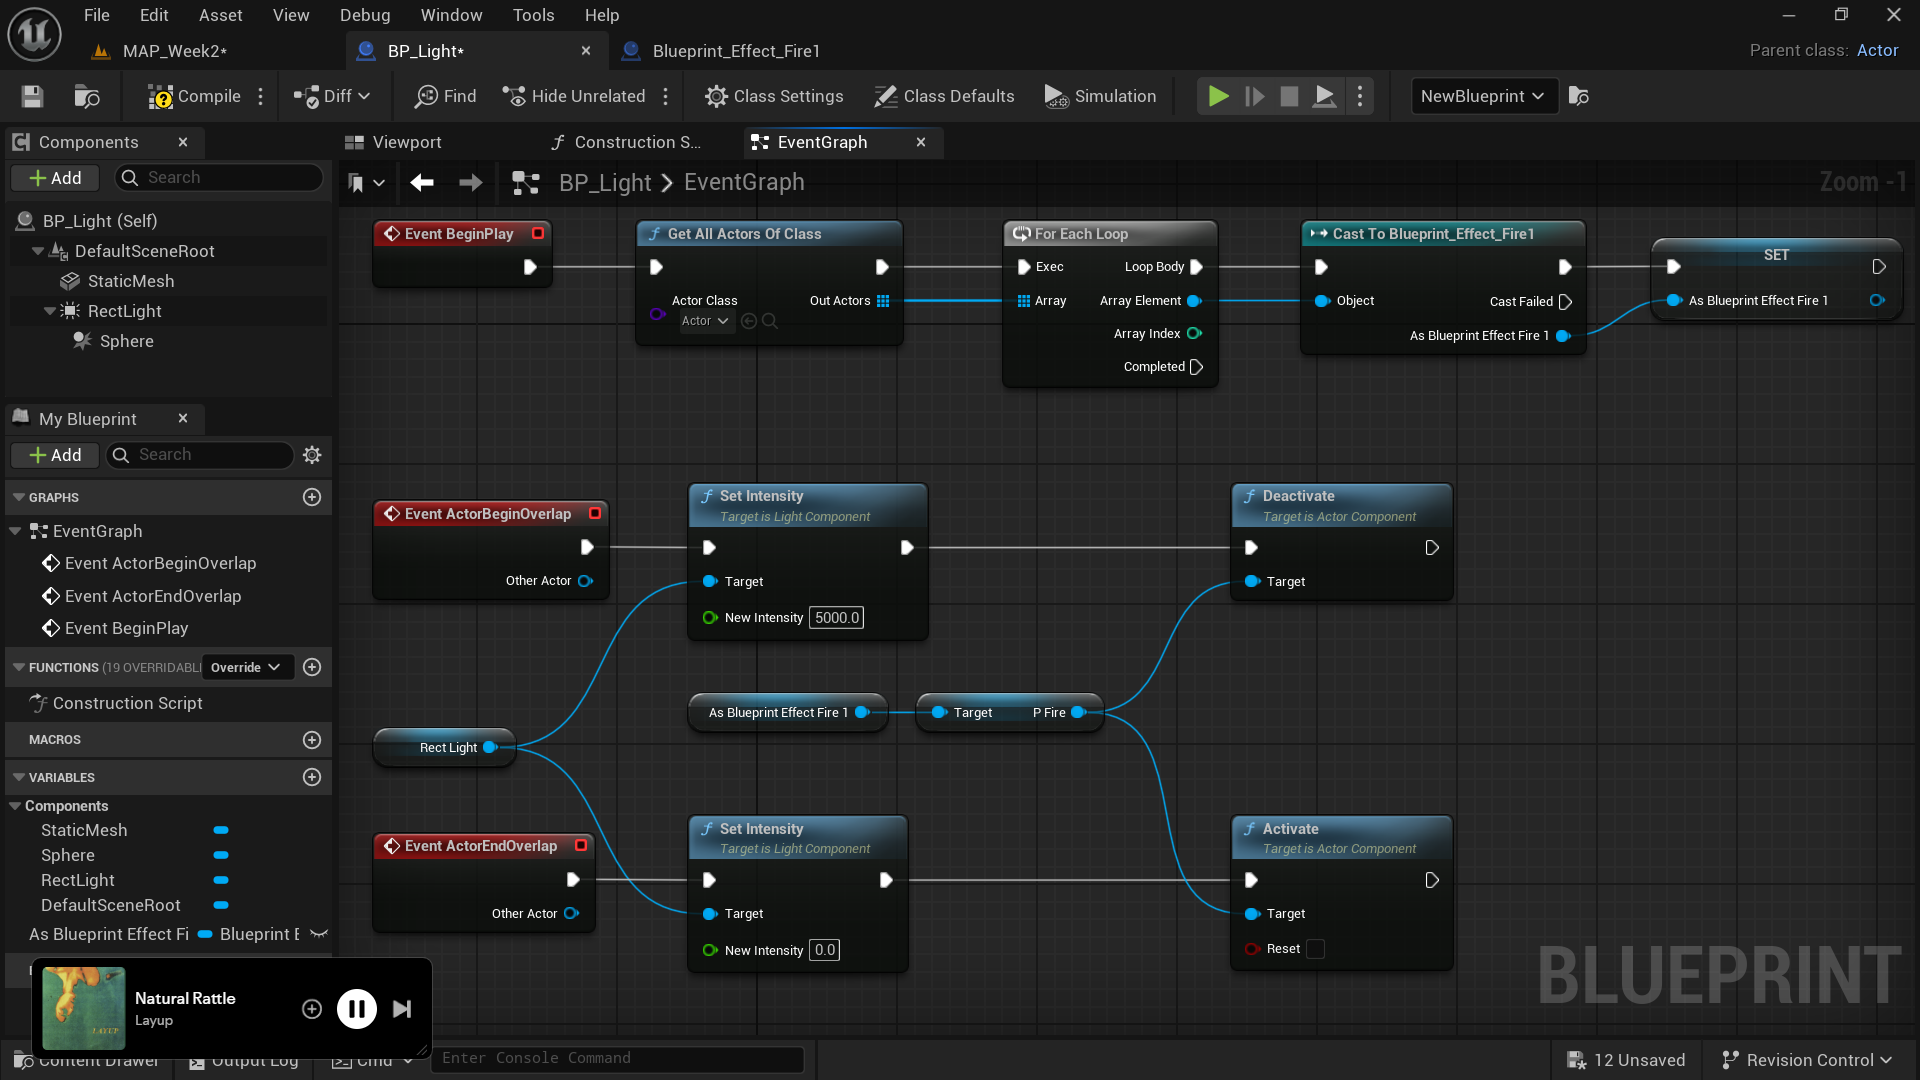 File Edit Asset View Debug Window Tools Help
MAP_Week2* BP_Light* Blueprint_Effect_Fire1 Parent class: Actor
Compile Diff Find Hide Unrelated Class Settings Class Defaults Simulation NewBlueprint
Components Viewport Construction S... EventGraph
Add Search BP_Light EventGraph Zoom -1
BP_Light (Self)
DefaultSceneRoot
StaticMesh
RectLight
Sphere
Event BeginPlay
Get All Actors Of Class
Actor Class Out Actors
Actor
For Each Loop
Exec Loop Body
Array Array Element
Array Index
Completed
Cast To Blueprint_Effect_Fire1
Object Cast Failed
As Blueprint Effect Fire 1
SET
As Blueprint Effect Fire 1
My Blueprint
Add Search
GRAPHS
EventGraph
Event ActorBeginOverlap
Event ActorEndOverlap
Event BeginPlay
FUNCTIONS (19 OVERRIDABL Override
Construction Script
MACROS
VARIABLES
Components
StaticMesh
Sphere
RectLight
DefaultSceneRoot
As Blueprint Effect Fi Blueprint E
Event ActorBeginOverlap
Other Actor
Set Intensity
Target is Light Component
Target
New Intensity 5000.0
Deactivate
Target is Actor Component
Target
As Blueprint Effect Fire 1 Target P Fire
Rect Light
Event ActorEndOverlap
Other Actor
Set Intensity
Target is Light Component
Target
New Intensity 0.0
Activate
Target is Actor Component
Target
Reset
BLUEPRINT
Natural Rattle
Layup
LAYUP
Content Drawer Output Log Cmd Enter Console Command 12 Unsaved Revision Control